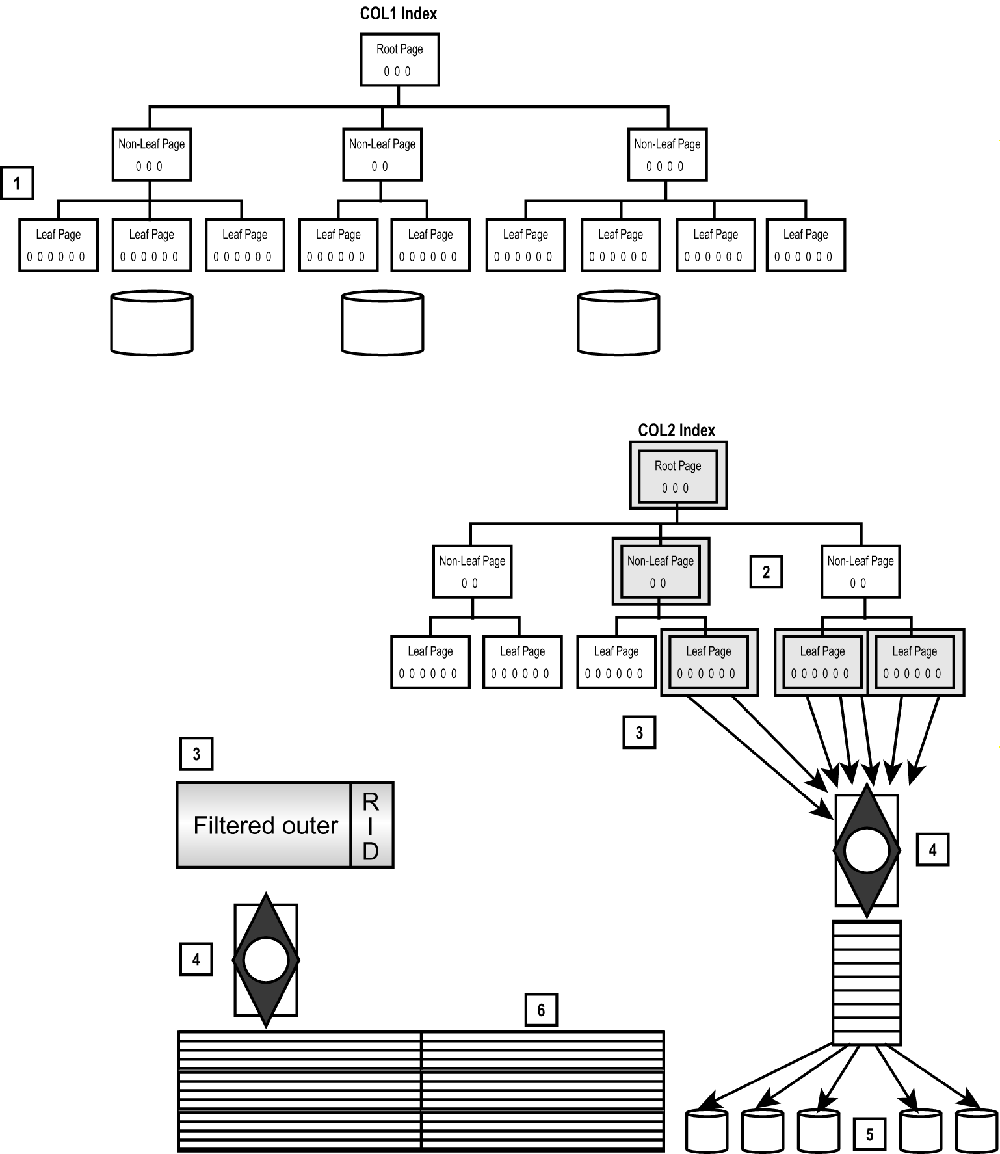 COL1 Index
Root Page
0 0 0
Non-Leaf Page
0 0 0
Non-Leaf Page
0 0
Non-Leaf Page
0 0 0 0
1
Leaf Page
0 0 0 0 0 0
Leaf Page
0 0 0 0 0 0
Leaf Page
0 0 0 0 0 0
Leaf Page
0 0 0 0 0 0
Leaf Page
0 0 0 0 0 0
Leaf Page
0 0 0 0 0 0
Leaf Page
0 0 0 0 0 0
Leaf Page
0 0 0 0 0 0
Leaf Page
0 0 0 0 0 0
COL2 Index
Root Page
0 0 0
Non-Leaf Page
0 0
Non-Leaf Page
0 0
2
Non-Leaf Page
0 0
Leaf Page
0 0 0 0 0 0
Leaf Page
0 0 0 0 0 0
Leaf Page
0 0 0 0 0 0
Leaf Page
0 0 0 0 0 0
Leaf Page
0 0 0 0 0 0
Leaf Page
0 0 0 0 0 0
3
3
Filtered outer
RID
4
4
6
5